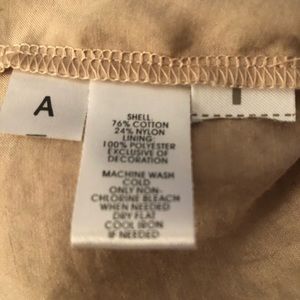 A
SHELL:
76% COTTON
24% NYLON
LINING:
100% POLYESTER
EXCLUSIVE OF
DECORATION
MACHINE WASH
COLD
ONLY NON-
CHLORINE BLEACH
WHEN NEEDED
DRY FLAT
COOL IRON
IF NEEDED